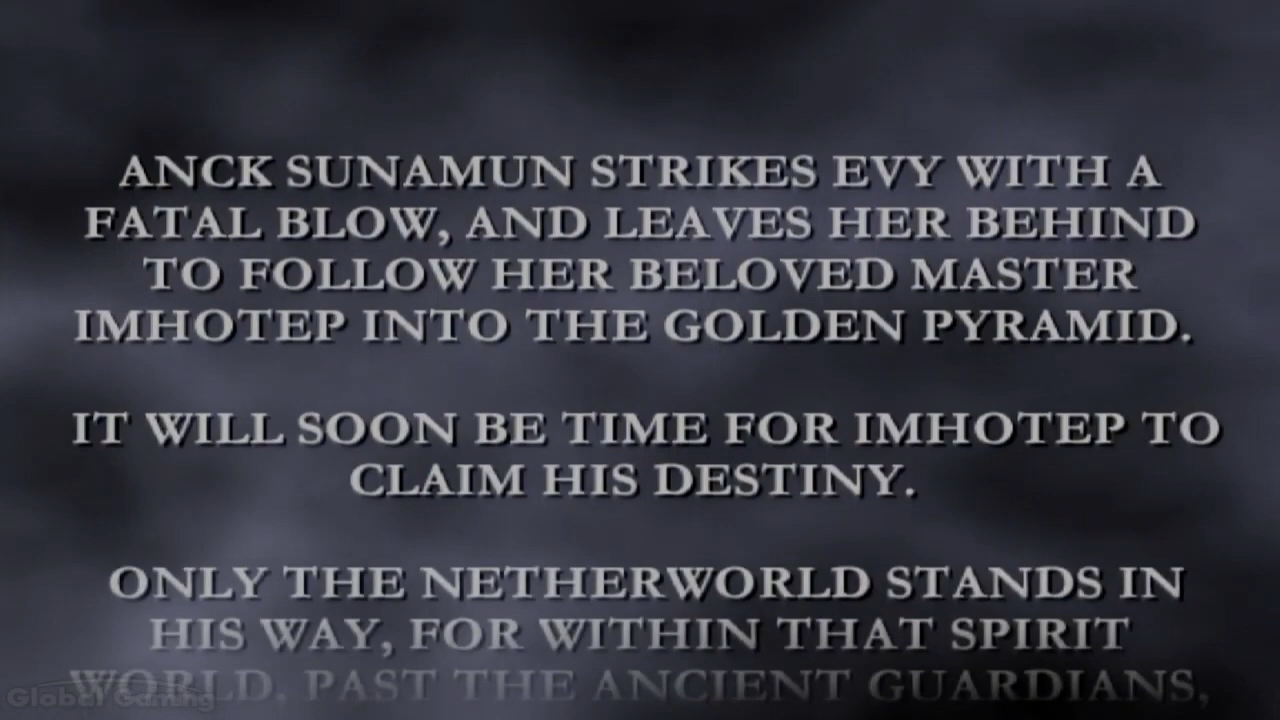 ANCK SUNAMUN STRIKES EVY WITH A
FATAL BLOW, AND LEAVES HER BEHIND
TO FOLLOW HER BELOVED MASTER
IMHOTEP INTO THE GOLDEN PYRAMID.
IT WILL SOON BE TIME FOR IMHOTEP TO
CLAIM HIS DESTINY.
ONLY THE NETHERWORLD STANDS IN
HIS WAY, FOR WITHIN THAT SPIRIT
WORLD, PAST THE ANCIENT GUARDIANS,
Global Gaming